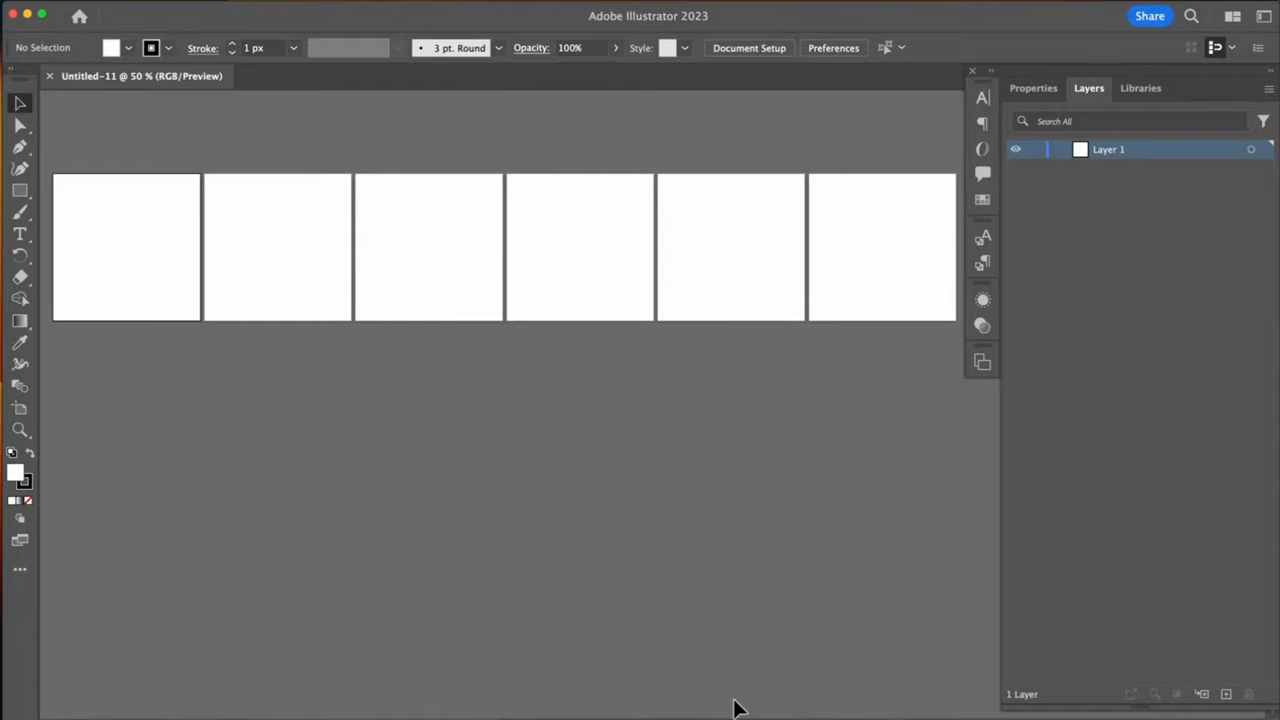 Adobe Illustrator 2023
Share
No Selection
Stroke:
1 px
3 pt. Round
Opacity:
100%
Style:
Document Setup
Preferences
Untitled-11 @ 50 % (RGB/Preview)
Properties
Layers
Libraries
Search All
Layer 1
1 Layer